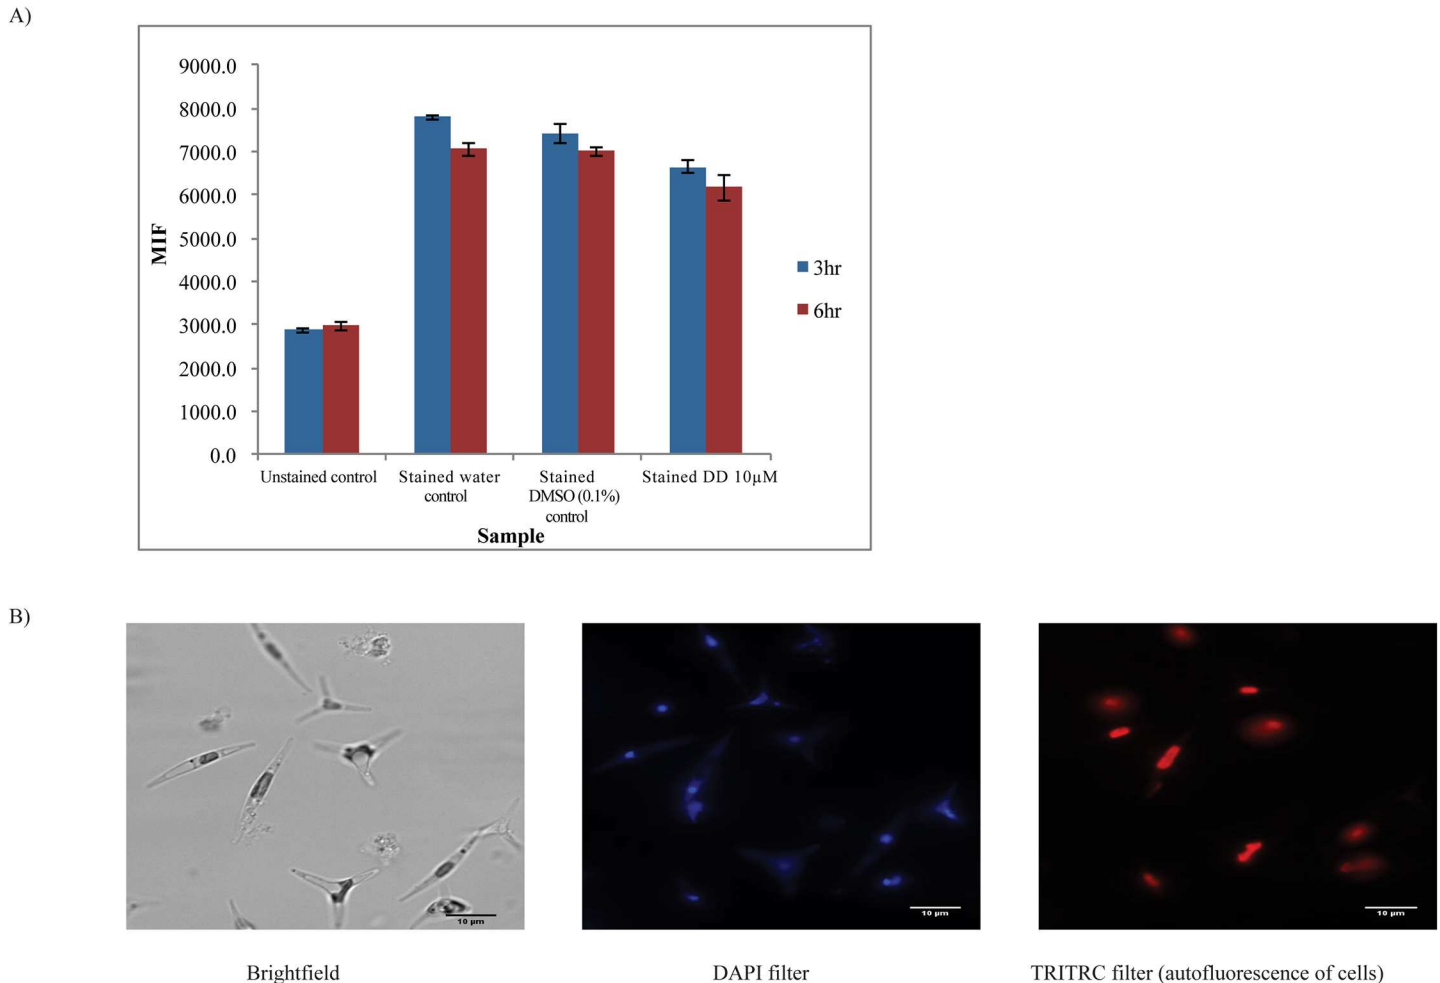 A)
9000.0
8000.0
7000.0
6000.0
5000.0
4000.0
3000.0
2000.0
1000.0
0.0
MIF
3hr
6hr
Unstained control
Stained water
control
Stained
DMSO (0.1%)
control
Stained DD 10µM
Sample
B)
10 µm
10 µm
10 µm
Brightfield
DAPI filter
TRITRC filter (autofluorescence of cells)